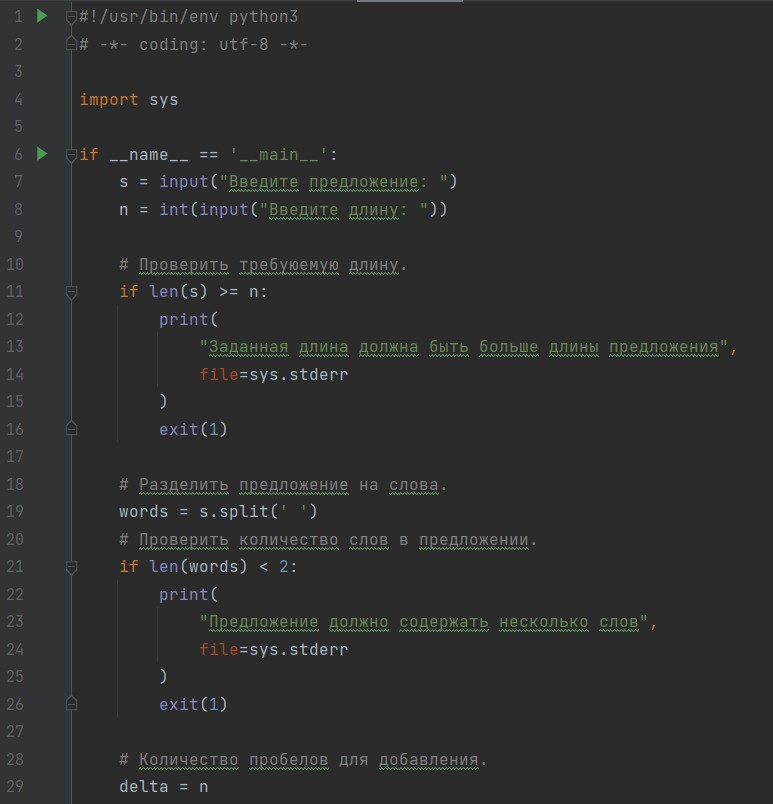 1 #!/usr/bin/env python3
2 # -*- coding: utf-8 -*-
3
4 import sys
5
6 if __name__ == '__main__':
7     s = input("Введите предложение: ")
8     n = int(input("Введите длину: "))
9
10     # Проверить требуюемую длину.
11     if len(s) >= n:
12         print(
13             "Заданная длина должна быть больше длины предложения",
14             file=sys.stderr
15         )
16         exit(1)
17
18     # Разделить предложение на слова.
19     words = s.split(' ')
20     # Проверить количество слов в предложении.
21     if len(words) < 2:
22         print(
23             "Предложение должно содержать несколько слов",
24             file=sys.stderr
25         )
26         exit(1)
27
28     # Количество пробелов для добавления.
29     delta = n